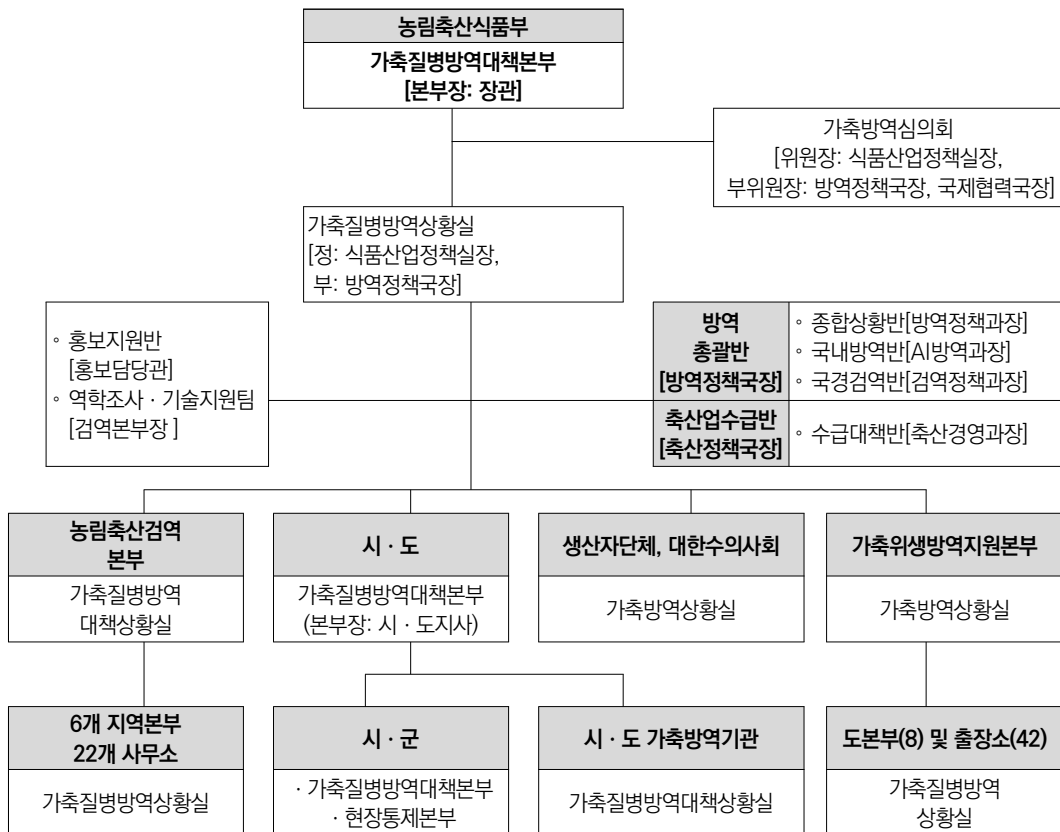 농림축산식품부
가축질병방역대책본부
[본부장: 장관]
가축방역심의회
[위원장: 식품산업정책실장,
부위원장: 방역정책국장, 국제협력국장]
가축질병방역상황실
[정: 식품산업정책실장,
부: 방역정책국장]
◦ 홍보지원반
[홍보담당관]
◦ 역학조사 · 기술지원팀
[검역본부장 ]
방역
총괄반
[방역정책국장]
◦ 종합상황반[방역정책과장]
◦ 국내방역반[AI방역과장]
◦ 국경검역반[검역정책과장]
축산업수급반
[축산정책국장]
◦ 수급대책반[축산경영과장]
농림축산검역
본부
가축질병방역
대책상황실
시 · 도
가축질병방역대책본부
(본부장: 시 · 도지사)
생산자단체, 대한수의사회
가축방역상황실
가축위생방역지원본부
가축방역상황실
6개 지역본부
22개 사무소
가축질병방역상황실
시 · 군
· 가축질병방역대책본부
· 현장통제본부
시 · 도 가축방역기관
가축질병방역대책상황실
도본부(8) 및 출장소(42)
가축질병방역
상황실